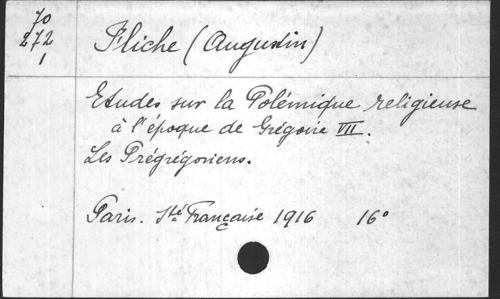 70
272
1
Fliche (Augustin)
Etudes sur la Polémique religieuse
à l'époque de Grégoire VII.
Les Prégrégoriens.
Paris. Sté Française 1916 16°